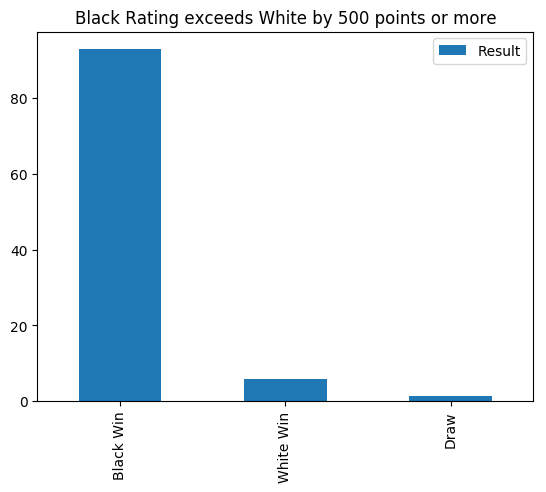 Black Rating exceeds White by 500 points or more
Result
80
60
40
20
0
Black Win
White Win
Draw